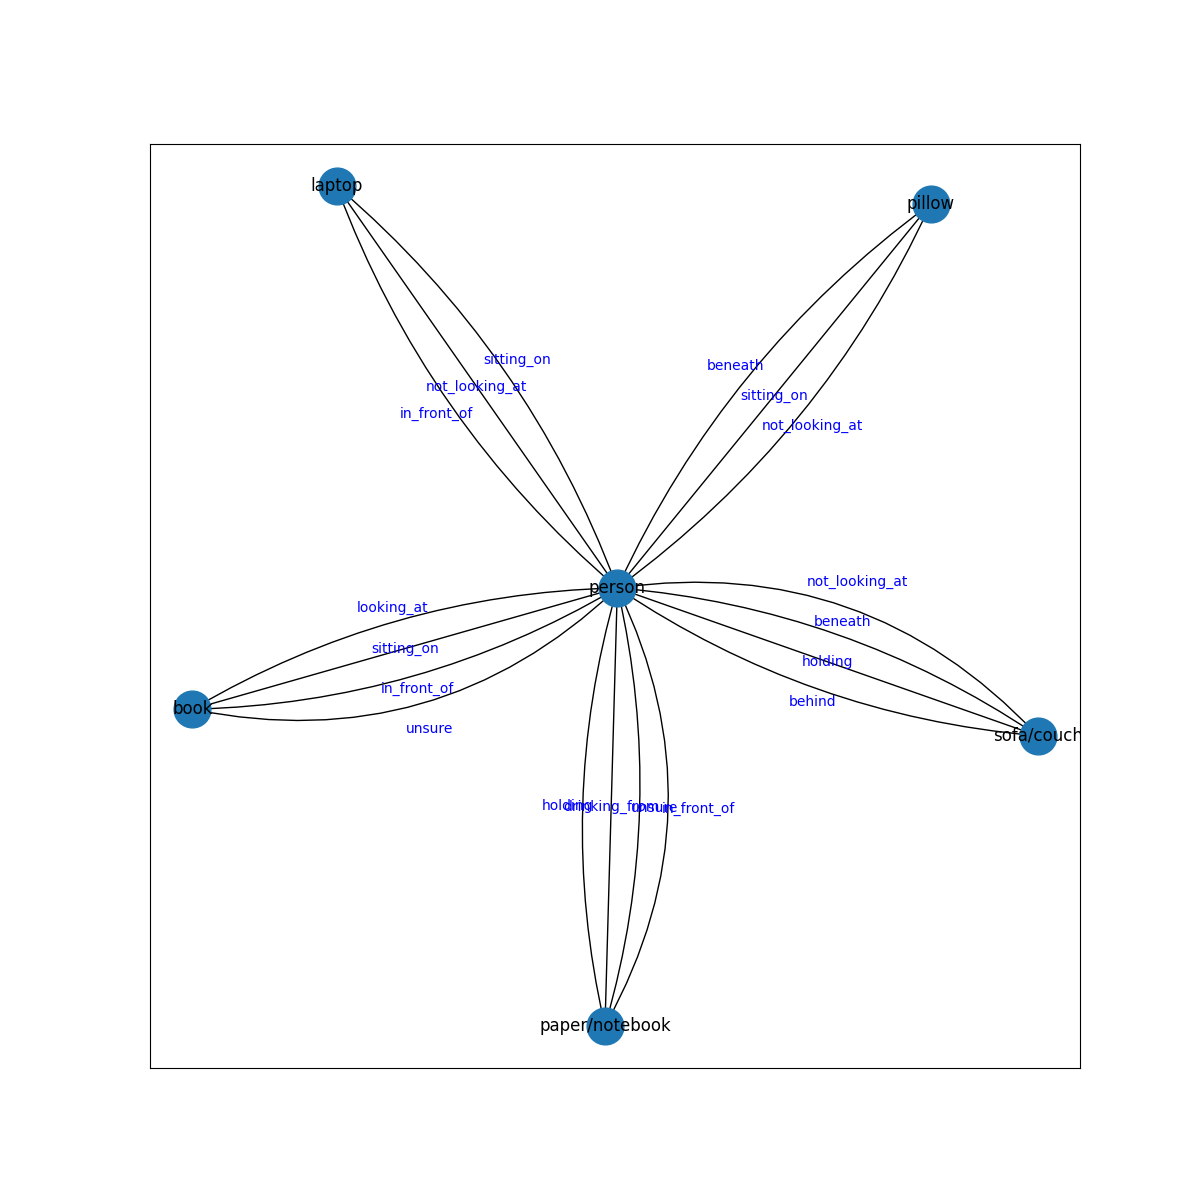 laptop
pillow
sitting_on
beneath
not_looking_at
sitting_on
in_front_of
not_looking_at
not_looking_at
person
looking_at
beneath
sitting_on
holding
in_front_of
behind
book
unsure
sofa/couch
holding
drinking_from
unsure
in_front_of
paper/notebook